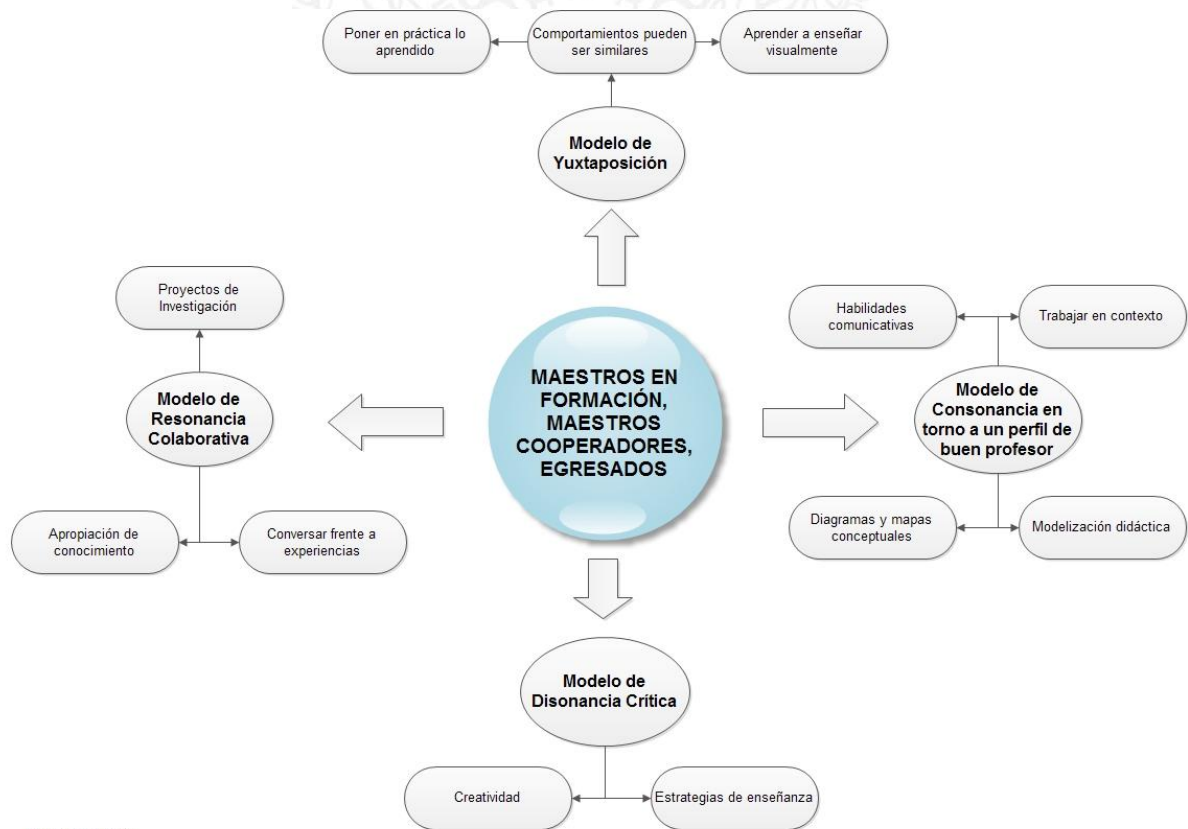 Poner en práctica lo
aprendido
Comportamientos pueden
ser similares
Aprender a enseñar
visualmente
Modelo de
Yuxtaposición
Proyectos de
Investigación
Modelo de
Resonancia
Colaborativa
Apropiación de
conocimiento
Conversar frente a
experiencias
MAESTROS EN
FORMACIÓN,
MAESTROS
COOPERADORES,
EGRESADOS
Habilidades
comunicativas
Trabajar en contexto
Modelo de
Consonancia en
torno a un perfil de
buen profesor
Diagramas y mapas
conceptuales
Modelización didáctica
Modelo de
Disonancia Crítica
Creatividad
Estrategias de enseñanza